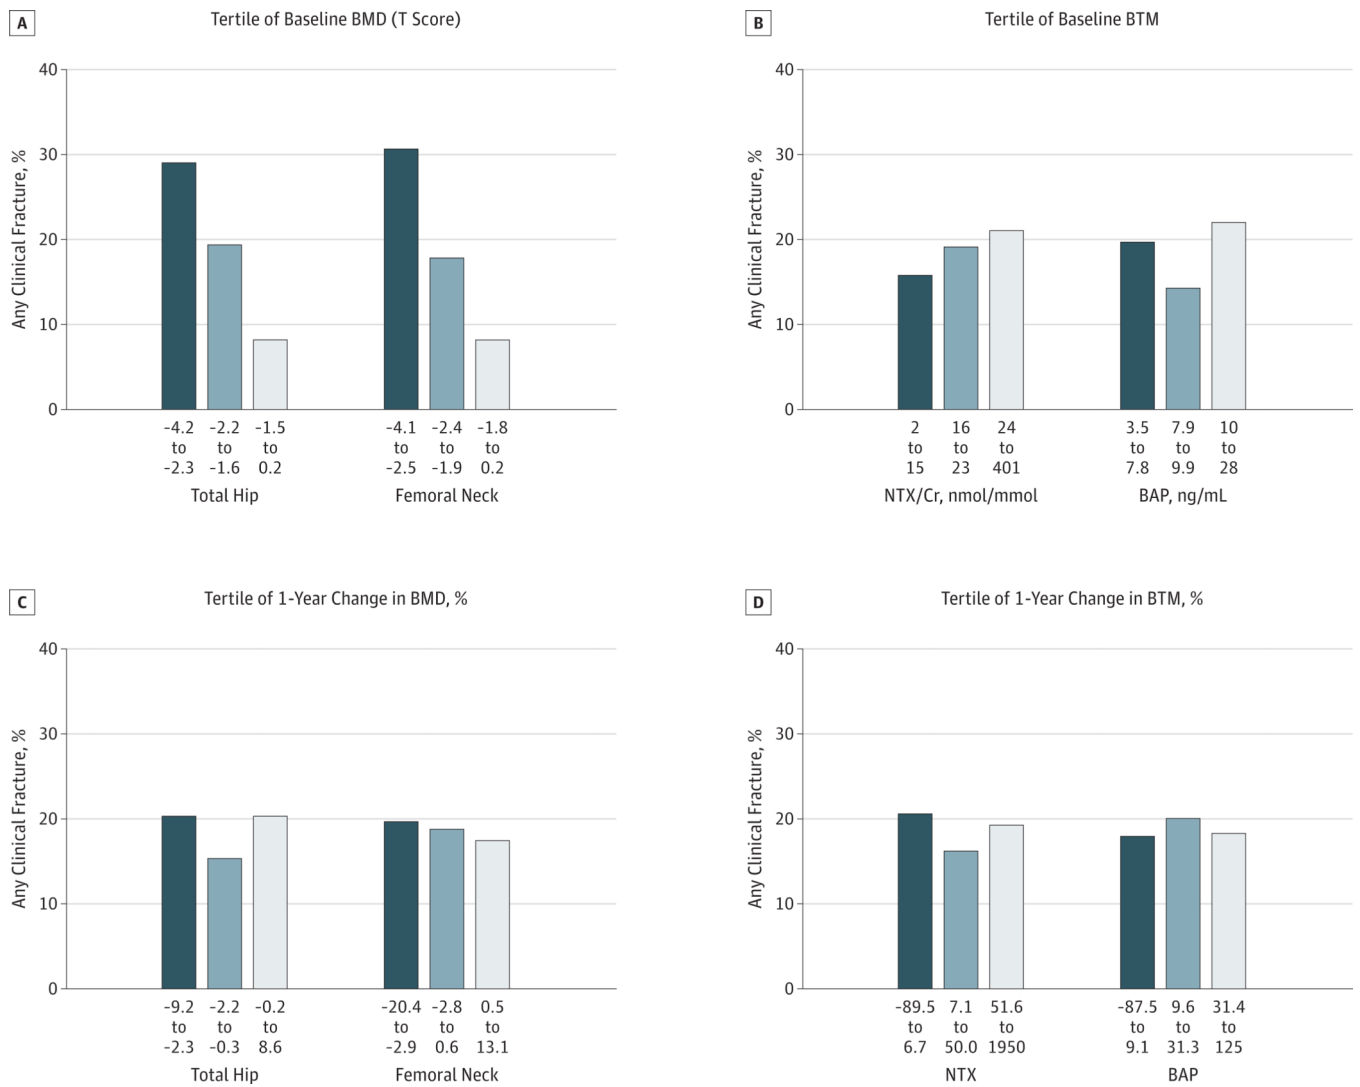 A
Tertile of Baseline BMD (T Score)
Any Clinical Fracture, %
40
30
20
10
0
-4.2 -2.2 -1.5
to to to
-2.3 -1.6 0.2
Total Hip
-4.1 -2.4 -1.8
to to to
-2.5 -1.9 0.2
Femoral Neck
B
Tertile of Baseline BTM
Any Clinical Fracture, %
40
30
20
10
0
2 16 24
to to to
15 23 401
NTX/Cr, nmol/mmol
3.5 7.9 10
to to to
7.8 9.9 28
BAP, ng/mL
C
Tertile of 1-Year Change in BMD, %
Any Clinical Fracture, %
40
30
20
10
0
-9.2 -2.2 -0.2
to to to
-2.3 -0.3 8.6
Total Hip
-20.4 -2.8 0.5
to to to
-2.9 0.6 13.1
Femoral Neck
D
Tertile of 1-Year Change in BTM, %
Any Clinical Fracture, %
40
30
20
10
0
-89.5 7.1 51.6
to to to
6.7 50.0 1950
NTX
-87.5 9.6 31.4
to to to
9.1 31.3 125
BAP